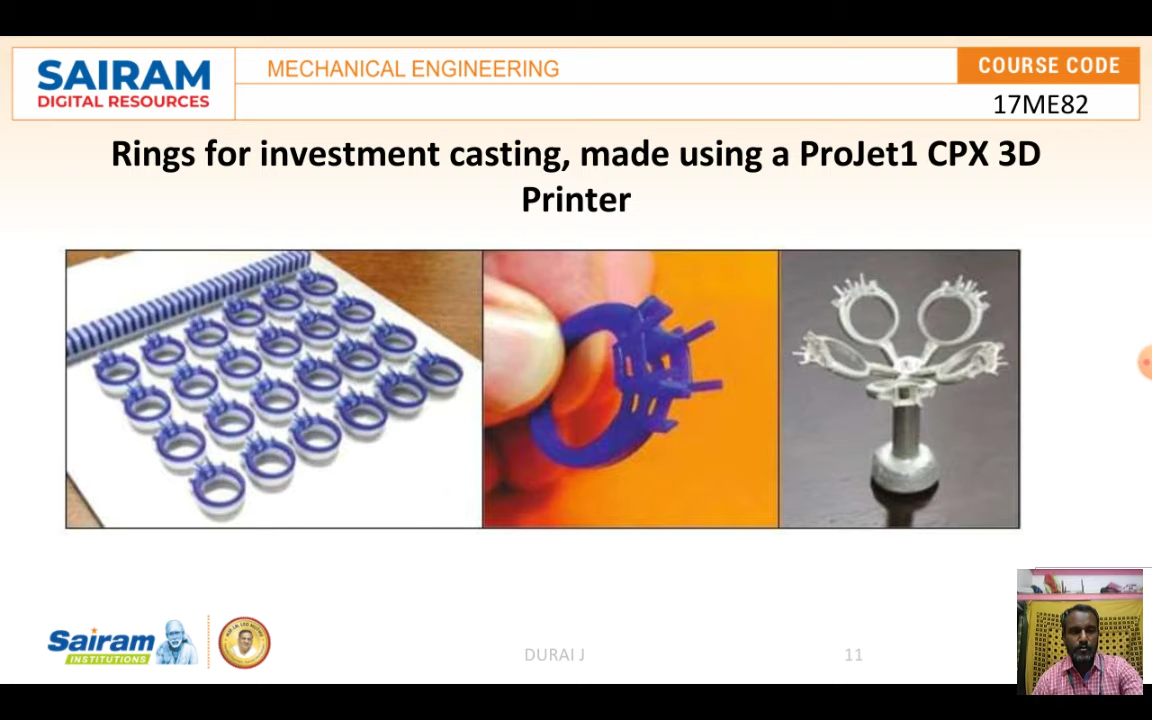 SAIRAM
DIGITAL RESOURCES
MECHANICAL ENGINEERING
COURSE CODE
17ME82
Rings for investment casting, made using a ProJet1 CPX 3D
Printer
Sairam
INSTITUTIONS
DURAI J
11